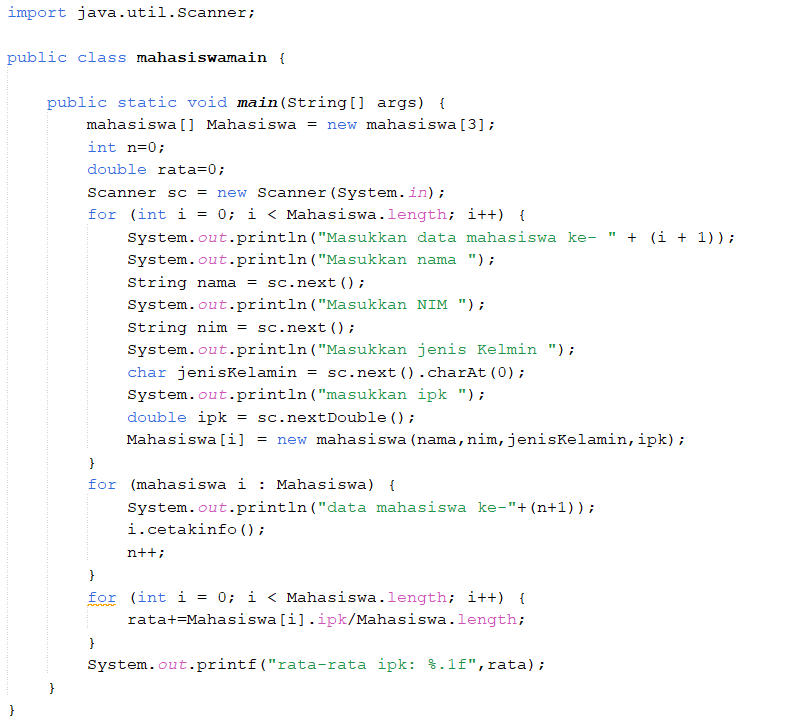 import java.util.Scanner;
public class mahasiswamain {
public static void main(String[] args) {
mahasiswa[] Mahasiswa = new mahasiswa[3];
int n=0;
double rata=0;
Scanner sc = new Scanner(System.in);
for (int i = 0; i < Mahasiswa.length; i++) {
System.out.println("Masukkan data mahasiswa ke- " + (i + 1));
System.out.println("Masukkan nama ");
String nama = sc.next();
System.out.println("Masukkan NIM ");
String nim = sc.next();
System.out.println("Masukkan jenis Kelmin ");
char jenisKelamin = sc.next().charAt(0);
System.out.println("masukkan ipk ");
double ipk = sc.nextDouble();
Mahasiswa[i] = new mahasiswa(nama,nim,jenisKelamin,ipk);
}
for (mahasiswa i : Mahasiswa) {
System.out.println("data mahasiswa ke-"+(n+1));
i.cetakinfo();
n++;
}
for (int i = 0; i < Mahasiswa.length; i++) {
rata+=Mahasiswa[i].ipk/Mahasiswa.length;
}
System.out.printf("rata-rata ipk: %.1f",rata);
}
}